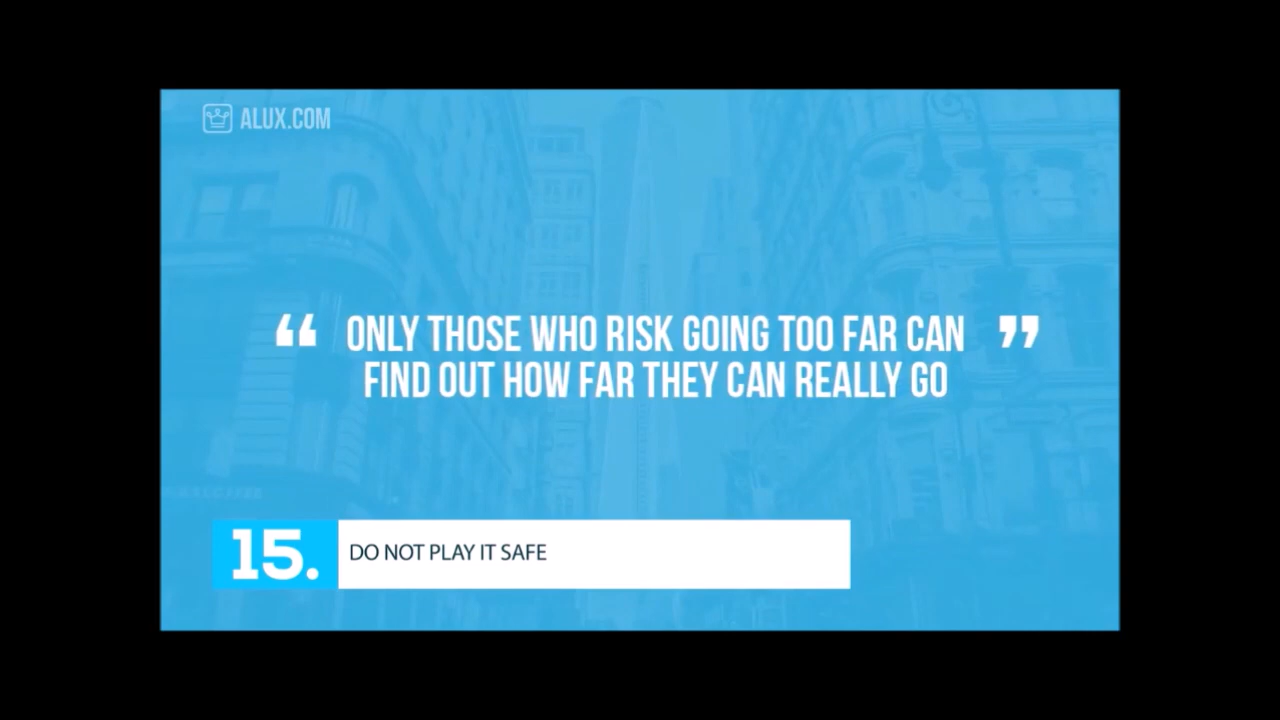 ALUX.COM
“ ONLY THOSE WHO RISK GOING TOO FAR CAN ”
FIND OUT HOW FAR THEY CAN REALLY GO
15. DO NOT PLAY IT SAFE